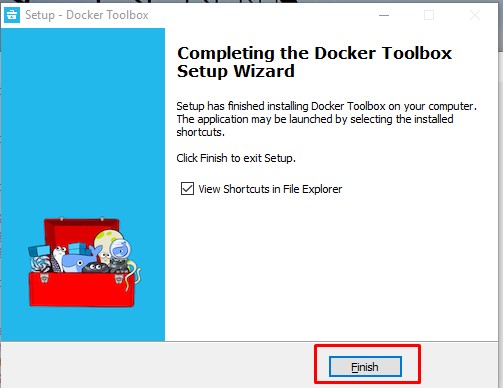 Setup - Docker Toolbox
Completing the Docker Toolbox
Setup Wizard
Setup has finished installing Docker Toolbox on your computer.
The application may be launched by selecting the installed
shortcuts.
Click Finish to exit Setup.
View Shortcuts in File Explorer
Finish